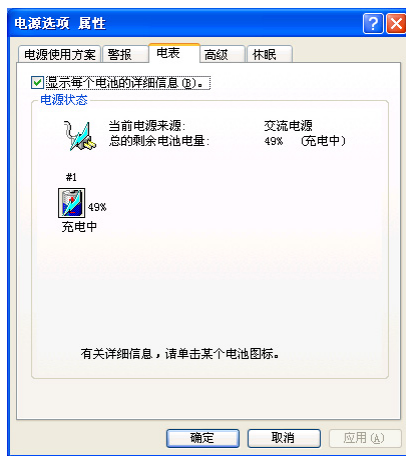 电源选项 属性
电源使用方案 警报 电表 高级 休眠
显示每个电池的详细信息(B)。
电源状态
当前电源来源: 交流电源
总的剩余电池电量: 49% (充电中)
#1
49%
充电中
有关详细信息，请单击某个电池图标。
确定 取消 应用(A)